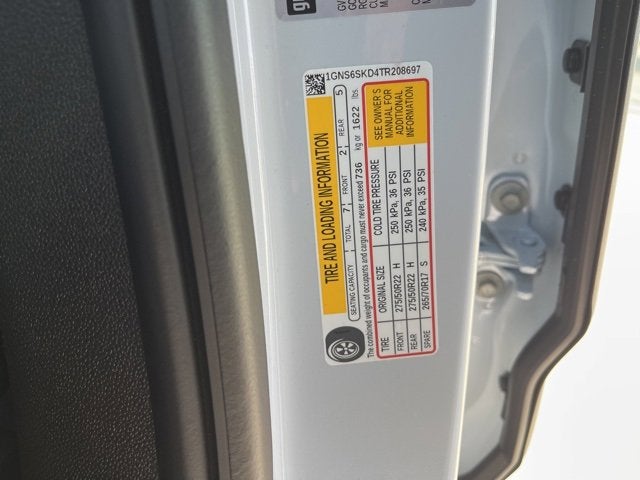 gm
1GNS6SKD4TR208697
TIRE AND LOADING INFORMATION
SEATING CAPACITY TOTAL 7 FRONT 2 REAR 5
The combined weight of occupants and cargo must never exceed 736 kg or 1622 lbs.
TIRE ORIGINAL SIZE COLD TIRE PRESSURE
FRONT 275/50R22 H 250 kPa, 36 PSI
REAR 275/50R22 H 250 kPa, 36 PSI
SPARE 265/70R17 S 240 kPa, 35 PSI
SEE OWNER'S
MANUAL FOR
ADDITIONAL
INFORMATION